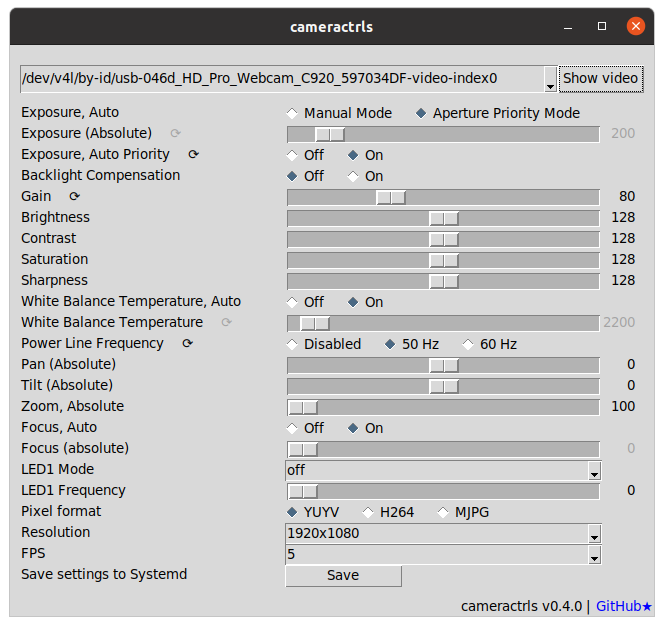 cameractrls
/dev/v4l/by-id/usb-046d_HD_Pro_Webcam_C920_597034DF-video-index0 Show video
Exposure, Auto Manual Mode Aperture Priority Mode
Exposure (Absolute) 200
Exposure, Auto Priority Off On
Backlight Compensation Off On
Gain 80
Brightness 128
Contrast 128
Saturation 128
Sharpness 128
White Balance Temperature, Auto Off On
White Balance Temperature 2200
Power Line Frequency Disabled 50 Hz 60 Hz
Pan (Absolute) 0
Tilt (Absolute) 0
Zoom, Absolute 100
Focus, Auto Off On
Focus (absolute) 0
LED1 Mode off
LED1 Frequency 0
Pixel format YUYV H264 MJPG
Resolution 1920x1080
FPS 5
Save settings to Systemd Save
cameractrls v0.4.0 | GitHub★